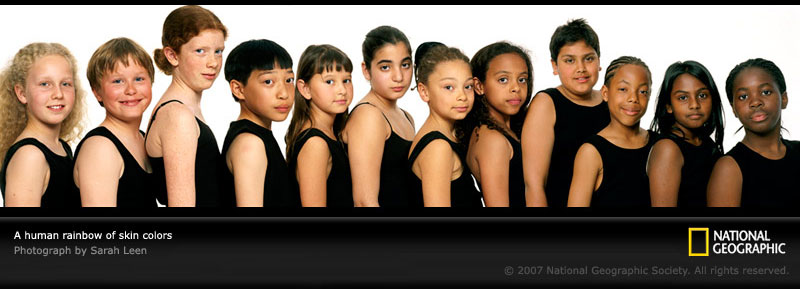 A human rainbow of skin colors
Photograph by Sarah Leen
NATIONAL
GEOGRAPHIC
© 2007 National Geographic Society. All rights reserved.